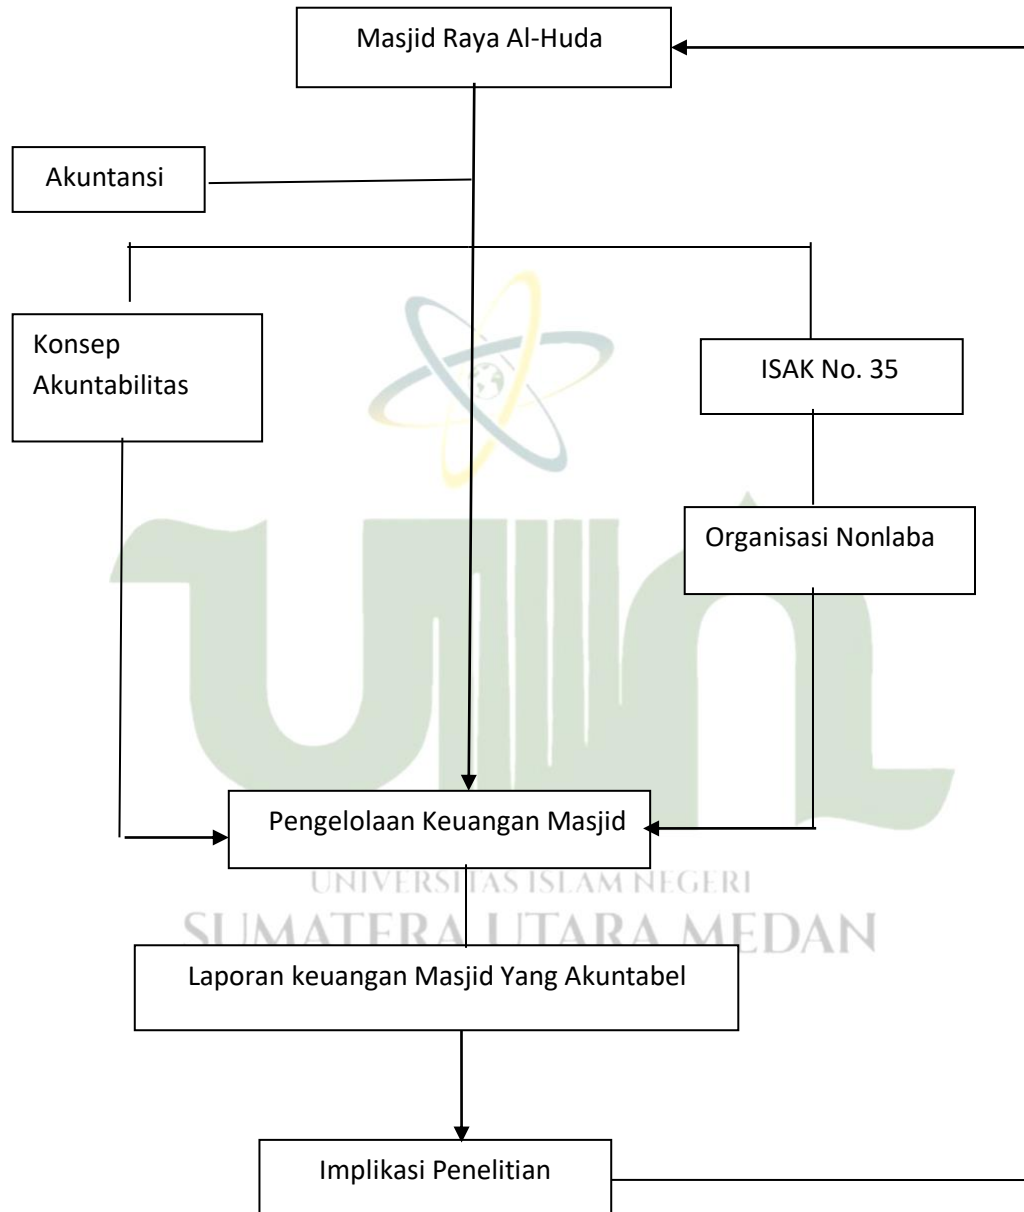 Masjid Raya Al-Huda
Akuntansi
Konsep
Akuntabilitas
ISAK No. 35
Organisasi Nonlaba
Pengelolaan Keuangan Masjid
UNIVERSITAS ISLAM NEGERI
SUMATERA UTARA MEDAN
Laporan keuangan Masjid Yang Akuntabel
Implikasi Penelitian